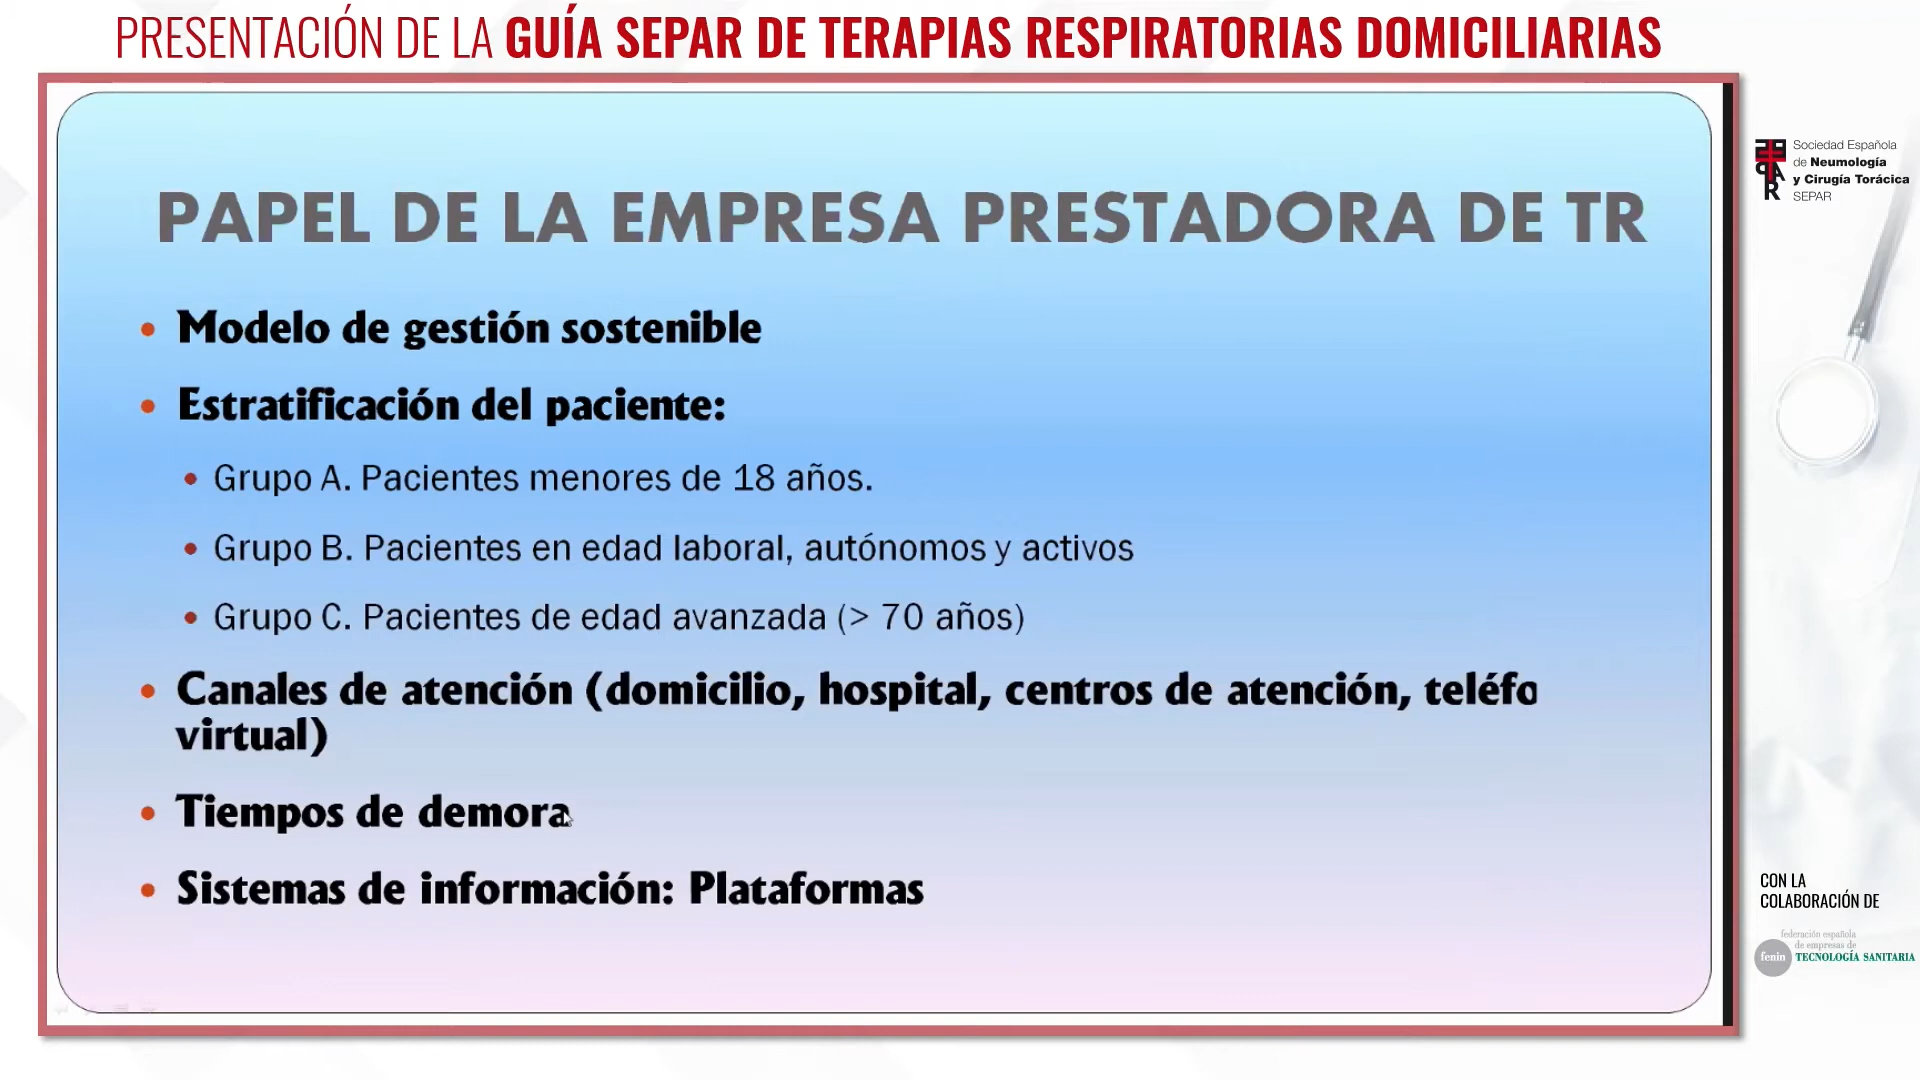 PRESENTACIÓN DE LA GUÍA SEPAR DE TERAPIAS RESPIRATORIAS DOMICILIARIAS
PAPEL DE LA EMPRESA PRESTADORA DE TR
• Modelo de gestión sostenible
• Estratificación del paciente:
• Grupo A. Pacientes menores de 18 años.
• Grupo B. Pacientes en edad laboral, autónomos y activos
• Grupo C. Pacientes de edad avanzada (> 70 años)
• Canales de atención (domicilio, hospital, centros de atención, teléfo
virtual)
• Tiempos de demora
• Sistemas de información: Plataformas
Sociedad Española
de Neumología
y Cirugía Torácica
SEPAR
CON LA
COLABORACIÓN DE
federación española
de empresas de
fenin TECNOLOGÍA SANITARIA